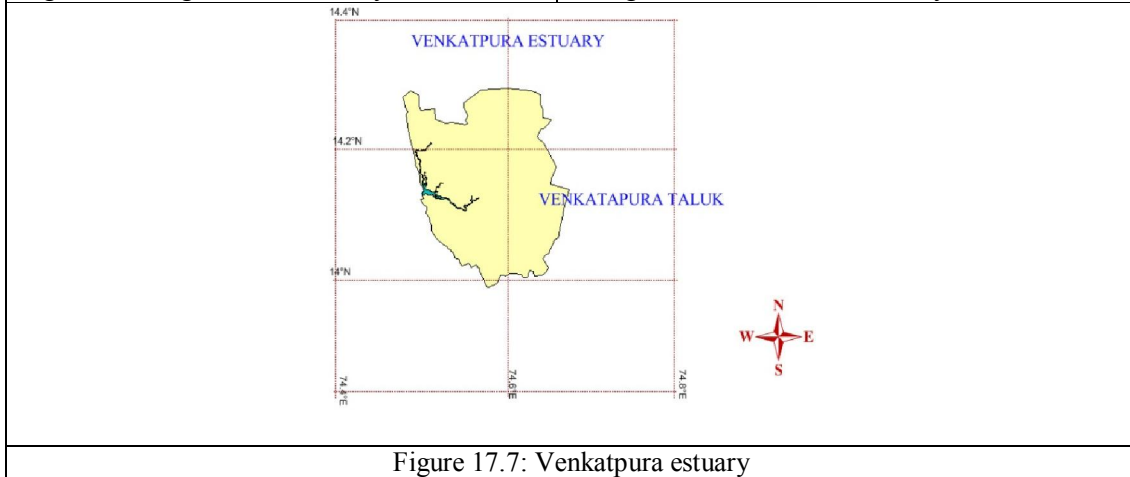 14.4°N
VENKATPURA ESTUARY
14.2°N
VENKATAPURA TALUK
14°N
N
W E
S
74.4°E 74.6°E 74.8°E
Figure 17.7: Venkatpura estuary